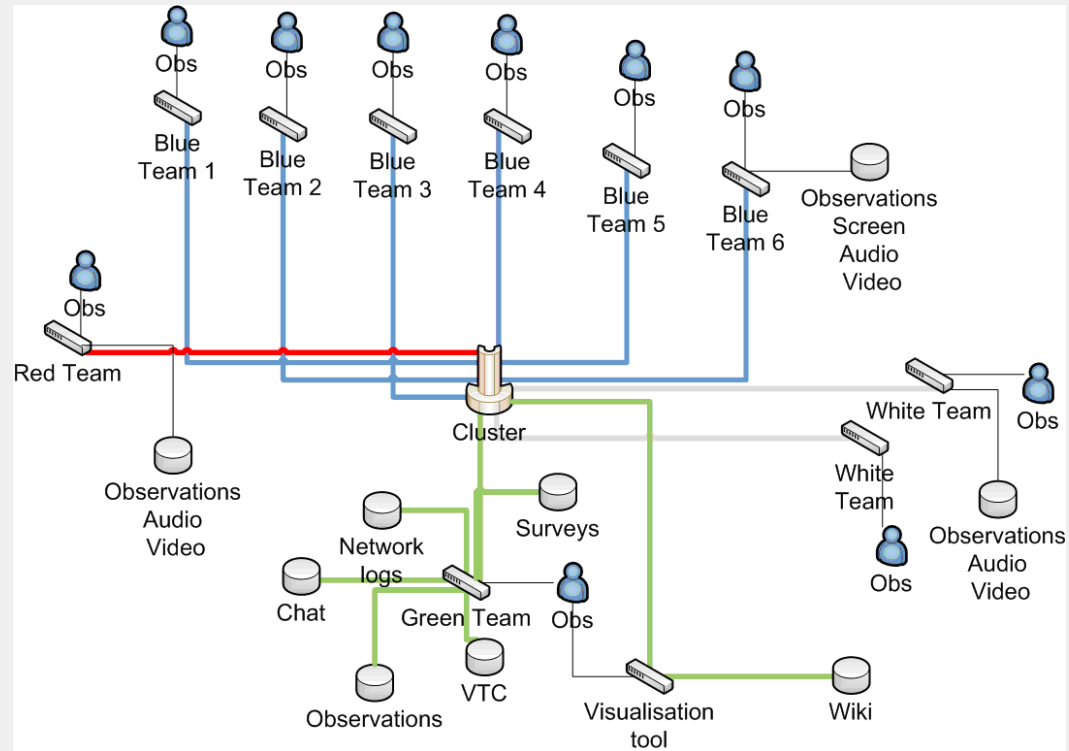 Obs
Obs
Obs
Obs
Obs
Obs
Blue
Team 1
Blue
Team 2
Blue
Team 3
Blue
Team 4
Blue
Team 5
Blue
Team 6
Observations
Screen
Audio
Video
Obs
Red Team
Cluster
White Team
Obs
White
Team
Obs
Observations
Audio
Video
Observations
Audio
Video
Surveys
Network
logs
Chat
Green Team
Obs
VTC
Observations
Visualisation
tool
Wiki